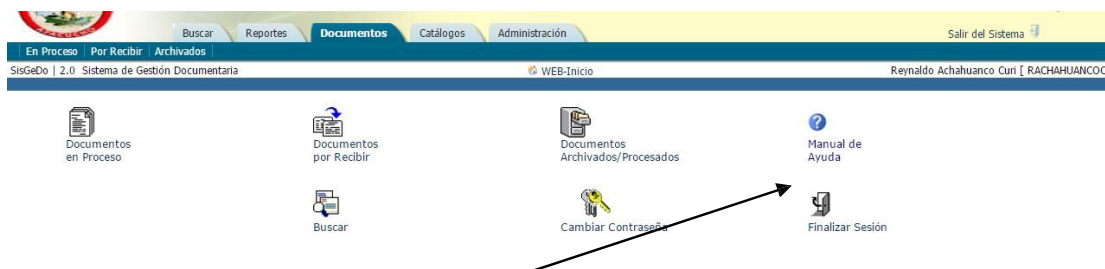 AYACUCHO
Buscar Reportes Documentos Catálogos Administración Salir del Sistema
En Proceso Por Recibir Archivados
SisGeDo | 2.0 Sistema de Gestión Documentaria WEB-Inicio Reynaldo Achahuanco Curi [ RACHAHUANCOC
Documentos
en Proceso
Documentos
por Recibir
Documentos
Archivados/Procesados
Manual de
Ayuda
Buscar
Cambiar Contraseña
Finalizar Sesión